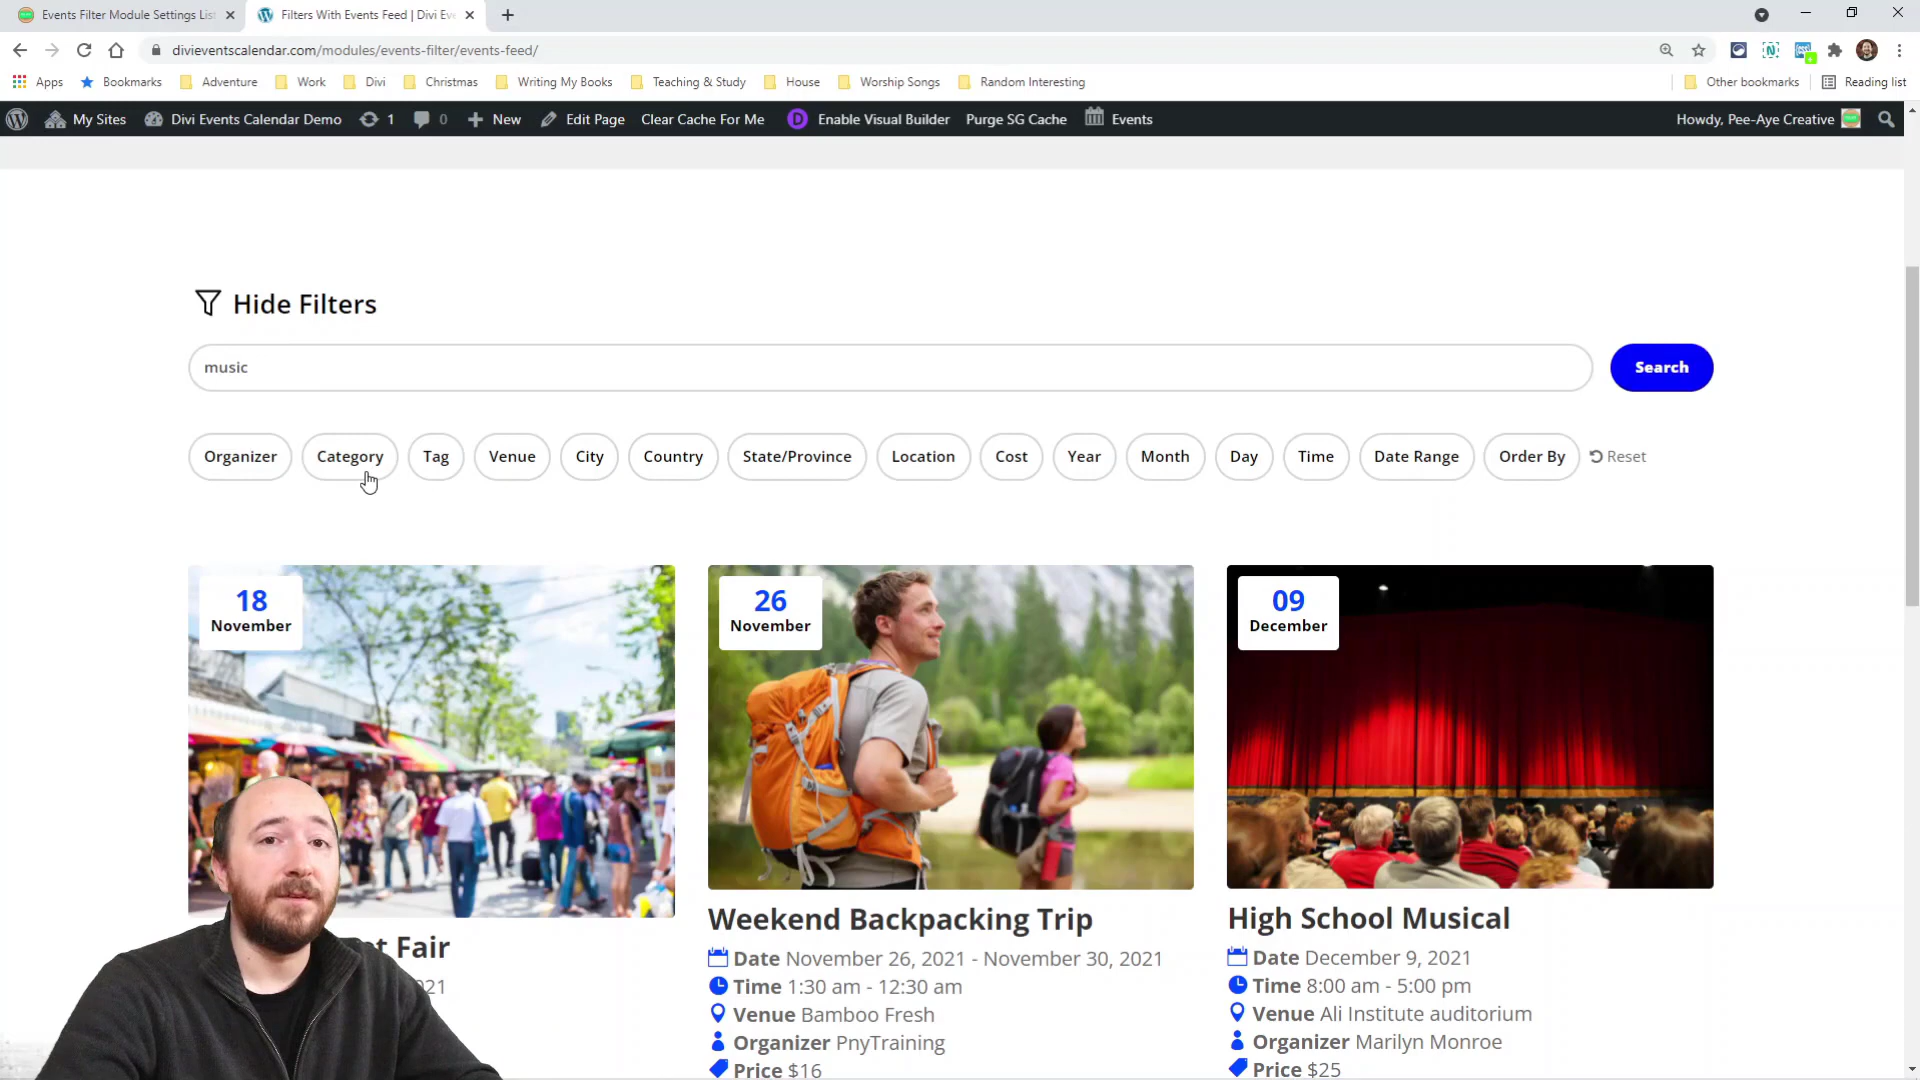 Events Filter Module Settings List
Filters With Events Feed | Divi Eve
divieventscalendar.com/modules/events-filter/events-feed/
Apps Bookmarks Adventure Work Divi Christmas Writing My Books Teaching & Study House Worship Songs Random Interesting Other bookmarks Reading list
My Sites Divi Events Calendar Demo 1 0 New Edit Page Clear Cache For Me Enable Visual Builder Purge SG Cache Events Howdy, Pee-Aye Creative
Hide Filters
music
Search
Organizer Category Tag Venue City Country State/Province Location Cost Year Month Day Time Date Range Order By Reset
18
November
26
November
09
December
t Fair
021
Weekend Backpacking Trip
Date November 26, 2021 - November 30, 2021
Time 1:30 am - 12:30 am
Venue Bamboo Fresh
Organizer PnyTraining
Price $16
High School Musical
Date December 9, 2021
Time 8:00 am - 5:00 pm
Venue Ali Institute auditorium
Organizer Marilyn Monroe
Price $25